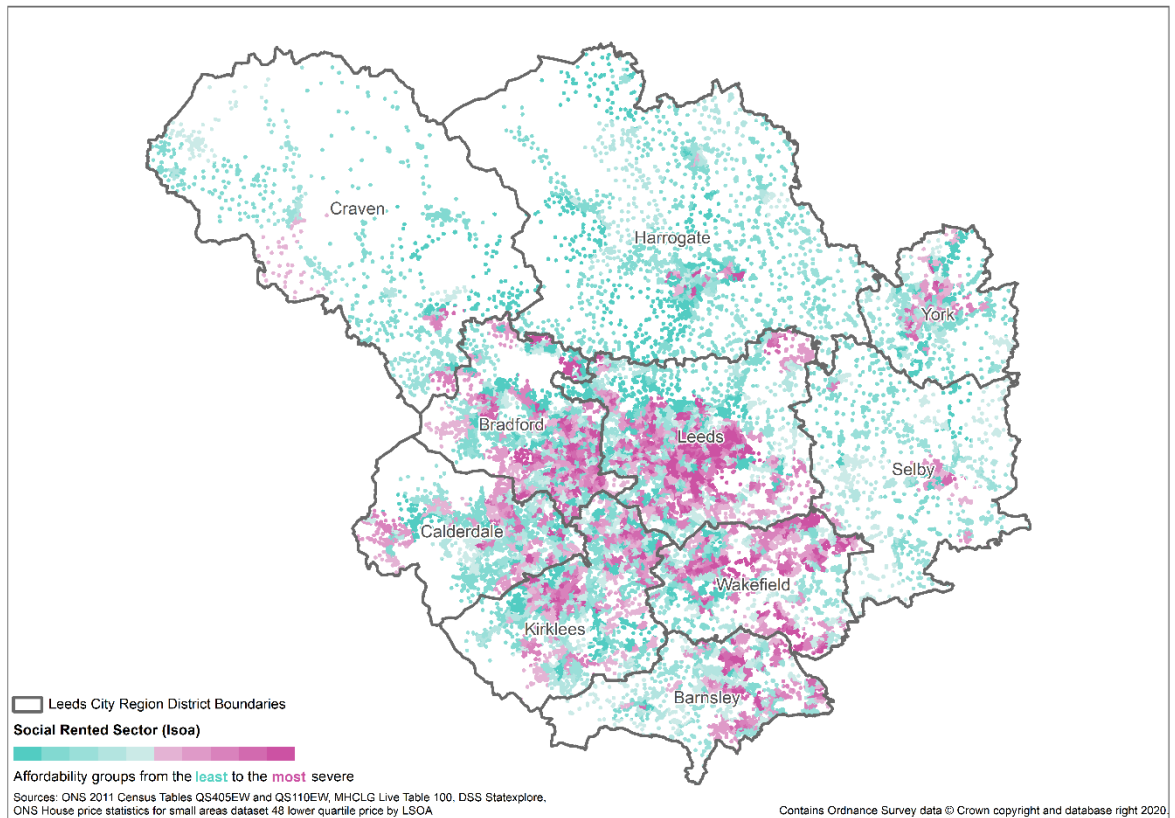 Craven
Harrogate
York
Bradford
Leeds
Selby
Calderdale
Wakefield
Kirklees
Barnsley
Leeds City Region District Boundaries
Social Rented Sector (lsoa)
Affordability groups from the least to the most severe
Sources: ONS 2011 Census Tables QS405EW and QS110EW, MHCLG Live Table 100. DSS Statexplore,
ONS House price statistics for small areas dataset 48 lower quartile price by LSOA
Contains Ordnance Survey data © Crown copyright and database right 2020